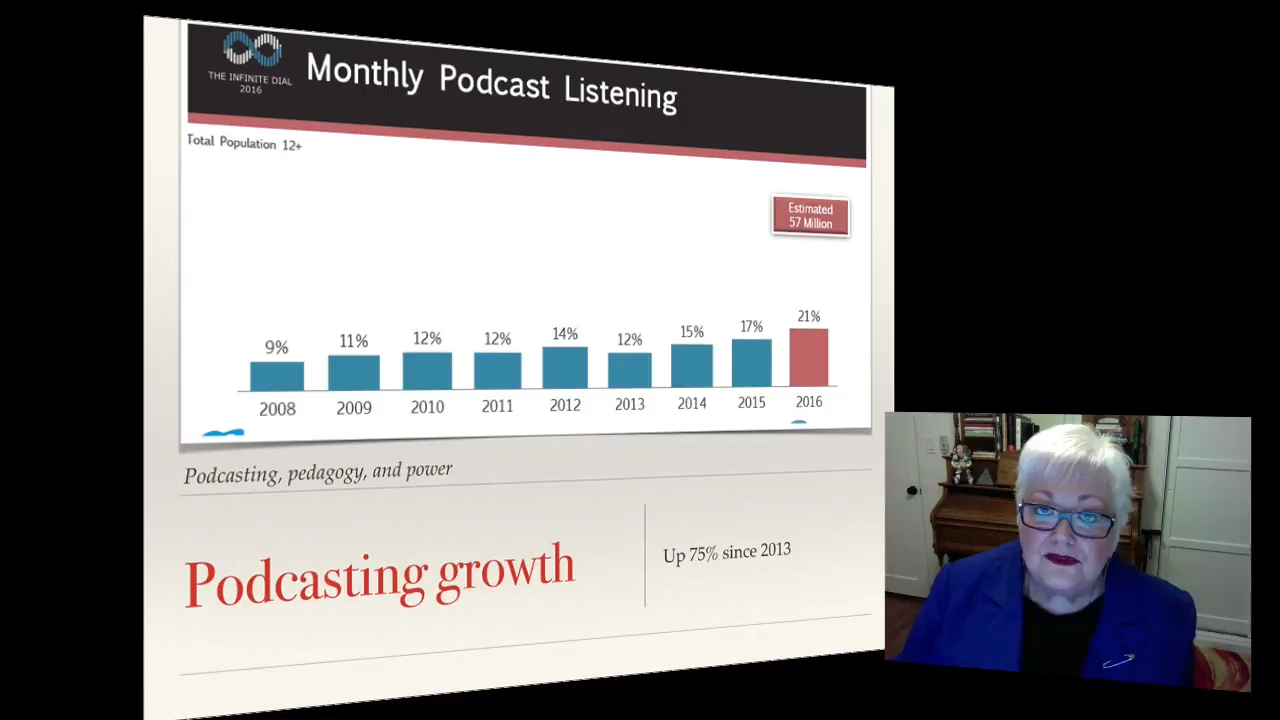 THE INFINITE DIAL
2016
Monthly Podcast Listening
Total Population 12+
Estimated
57 Million
9% 11% 12% 12% 14% 12% 15% 17% 21%
2008 2009 2010 2011 2012 2013 2014 2015 2016
Podcasting, pedagogy, and power
Podcasting growth
Up 75% since 2013